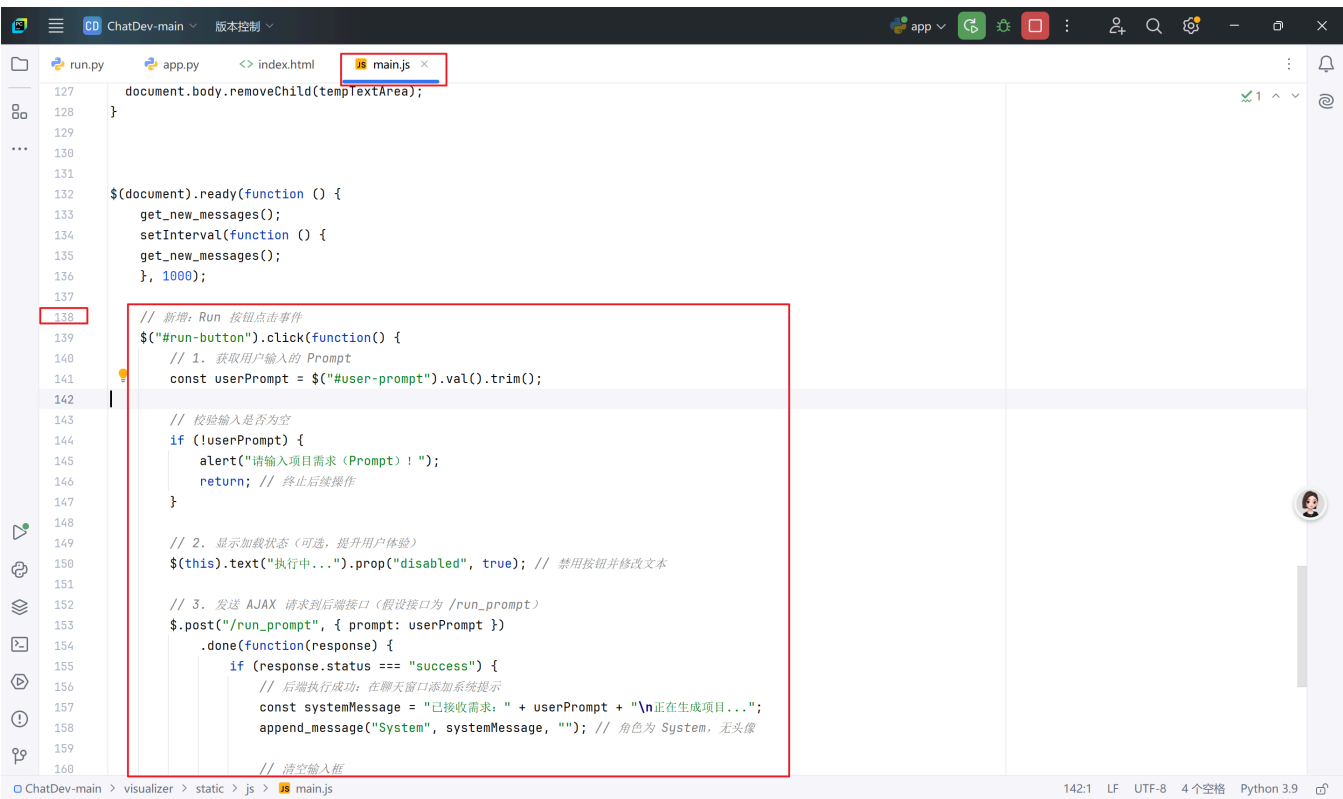 CD ChatDev-main 版本控制 app
run.py app.py <> index.html JS main.js
127 document.body.removeChild(tempTextArea);
128 }
129
130
131
132 $(document).ready(function () {
133 get_new_messages();
134 setInterval(function () {
135 get_new_messages();
136 }, 1000);
137
138 // 新增：Run 按钮点击事件
139 $("#run-button").click(function() {
140 // 1. 获取用户输入的 Prompt
141 const userPrompt = $("#user-prompt").val().trim();
142
143 // 校验输入是否为空
144 if (!userPrompt) {
145 alert("请输入项目需求（Prompt）！");
146 return; // 终止后续操作
147 }
148
149 // 2. 显示加载状态（可选，提升用户体验）
150 $(this).text("执行中...").prop("disabled", true); // 禁用按钮并修改文本
151
152 // 3. 发送 AJAX 请求到后端接口（假设接口为 /run_prompt）
153 $.post("/run_prompt", { prompt: userPrompt })
154 .done(function(response) {
155 if (response.status === "success") {
156 // 后端执行成功：在聊天窗口添加系统提示
157 const systemMessage = "已接收需求：" + userPrompt + "\n正在生成项目...";
158 append_message("System", systemMessage, ""); // 角色为 System，无头像
159
160 // 清空输入框
1
ChatDev-main > visualizer > static > js > JS main.js 142:1 LF UTF-8 4 个空格 Python 3.9